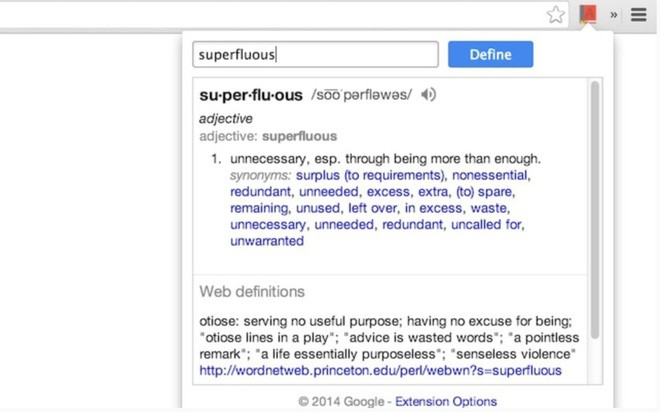 superfluous
Define
su·per·flu·ous /so͞oˈpərflo͞oəs/
adjective
adjective: superfluous
1. unnecessary, esp. through being more than enough.
synonyms: surplus (to requirements), nonessential,
redundant, unneeded, excess, extra, (to) spare,
remaining, unused, left over, in excess, waste,
unnecessary, unneeded, redundant, uncalled for,
unwarranted
Web definitions
otiose: serving no useful purpose; having no excuse for being;
"otiose lines in a play"; "advice is wasted words"; "a pointless
remark"; "a life essentially purposeless"; "senseless violence"
http://wordnetweb.princeton.edu/perl/webwn?s=superfluous
© 2014 Google - Extension Options